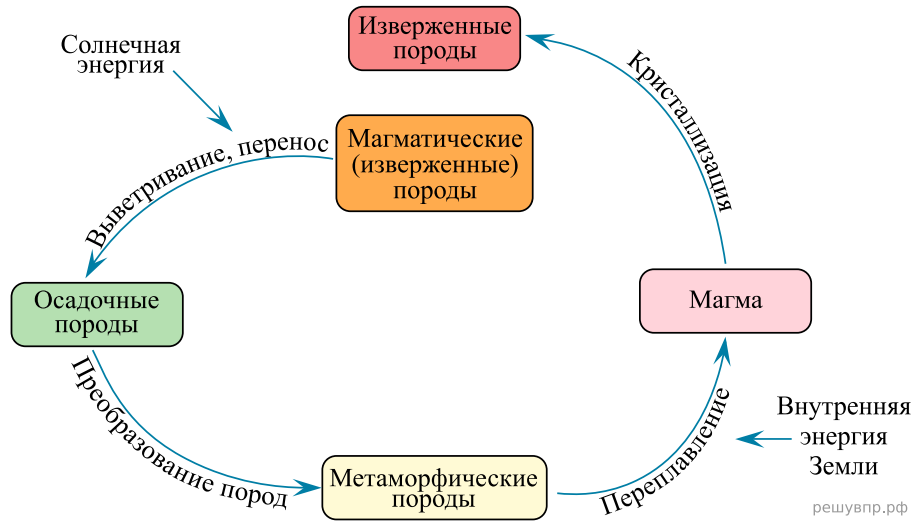 Изверженные
породы
Солнечная
энергия
Кристаллизация
Магматические
(изверженные)
породы
Выветривание, перенос
Осадочные
породы
Магма
Преобразование пород
Метаморфические
породы
Переплавление
Внутренняя
энергия
Земли
решувпр.рф